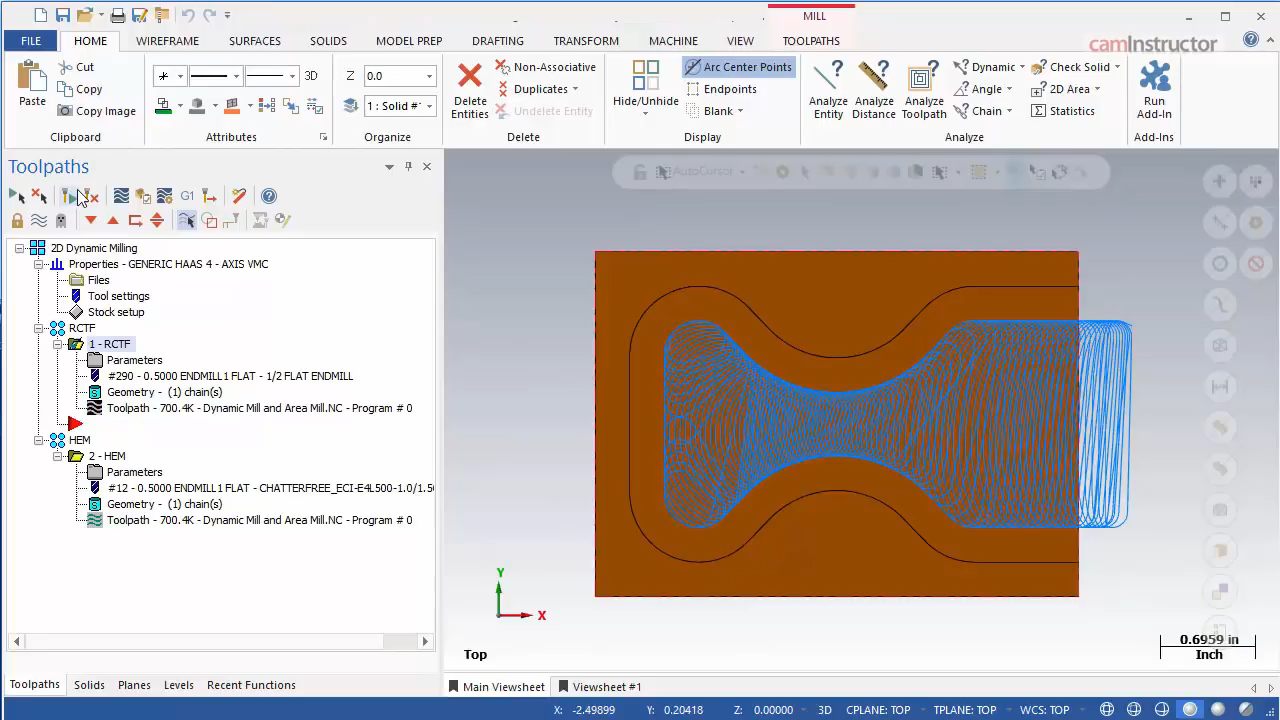 MILL
FILE HOME WIREFRAME SURFACES SOLIDS MODEL PREP DRAFTING TRANSFORM MACHINE VIEW TOOLPATHS
camInstructor
Paste
Cut
Copy
Copy Image
Clipboard
3D
Attributes
Z 0.0
1 : Solid #
Organize
Delete
Entities
Non-Associative
Duplicates
Undelete Entity
Delete
Hide/Unhide
Arc Center Points
Endpoints
Blank
Display
Analyze
Entity
Analyze
Distance
Analyze
Toolpath
Dynamic
Angle
Chain
Check Solid
2D Area
Statistics
Analyze
Run
Add-In
Add-Ins
Toolpaths
G1
AutoCursor
2D Dynamic Milling
Properties - GENERIC HAAS 4 - AXIS VMC
Files
Tool settings
Stock setup
RCTF
1 - RCTF
Parameters
#290 - 0.5000 ENDMILL1 FLAT - 1/2 FLAT ENDMILL
Geometry - (1) chain(s)
Toolpath - 700.4K - Dynamic Mill and Area Mill.NC - Program # 0
HEM
2 - HEM
Parameters
#12 - 0.5000 ENDMILL1 FLAT - CHATTERFREE_ECI-E4L500-1.0/1.5
Geometry - (1) chain(s)
Toolpath - 700.4K - Dynamic Mill and Area Mill.NC - Program # 0
Y
X
Top
0.6959 in
Inch
Toolpaths Solids Planes Levels Recent Functions
Main Viewsheet Viewsheet #1
X: -2.49899 Y: 0.20418 Z: 0.00000 3D CPLANE: TOP TPLANE: TOP WCS: TOP